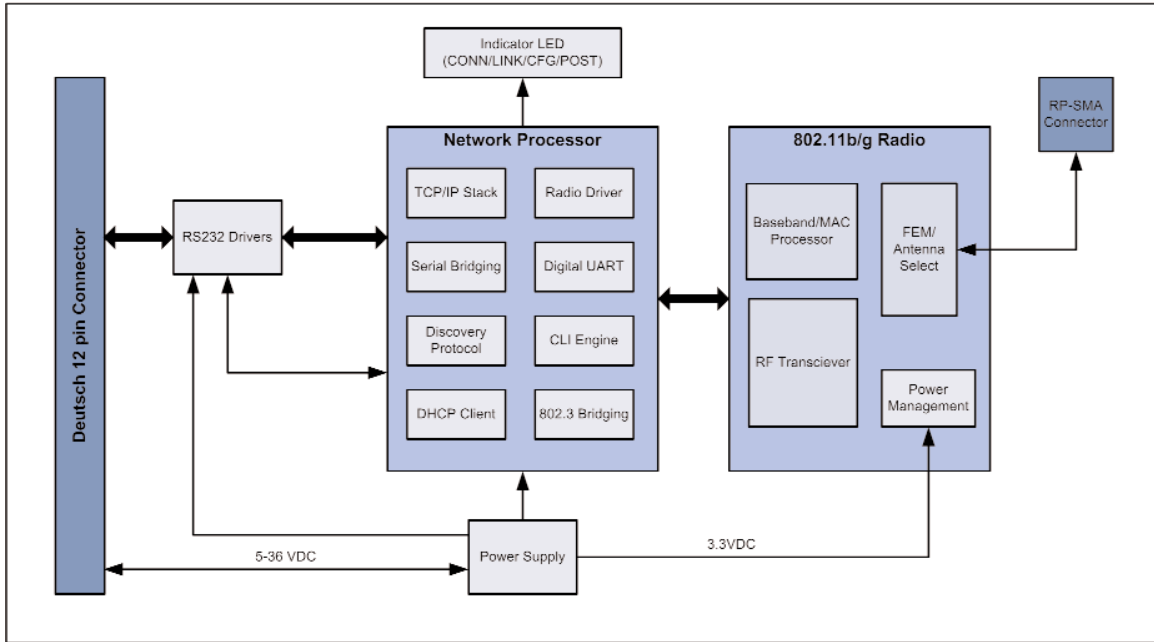 Indicator LED
(CONN/LINK/CFG/POST)
RP-SMA
Connector
Deutsch 12 pin Connector
RS232 Drivers
Network Processor
TCP/IP Stack
Radio Driver
Serial Bridging
Digital UART
Discovery
Protocol
CLI Engine
DHCP Client
802.3 Bridging
802.11b/g Radio
Baseband/MAC
Processor
FEM/
Antenna
Select
RF Transciever
Power
Management
5-36 VDC
Power Supply
3.3VDC